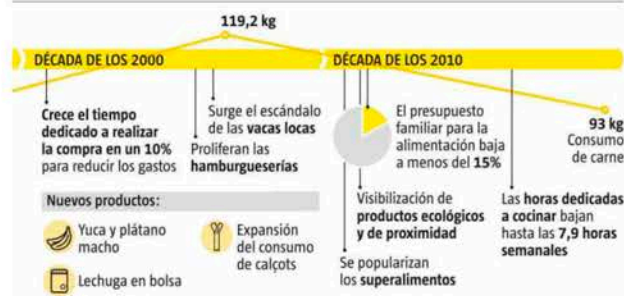 119,2 kg
DÉCADA DE LOS 2000
DÉCADA DE LOS 2010
Crece el tiempo
dedicado a realizar
la compra en un 10%
para reducir los gastos
Surge el escándalo
de las vacas locas
Proliferan las
hamburgueserías
El presupuesto
familiar para la
alimentación baja
a menos del 15%
93 kg
Consumo
de carne
Nuevos productos:
Yuca y plátano
macho
Lechuga en bolsa
Expansión
del consumo
de calçots
Visibilización de
productos ecológicos
y de proximidad
Se popularizan
los superalimentos
Las horas dedicadas
a cocinar bajan
hasta las 7,9 horas
semanales